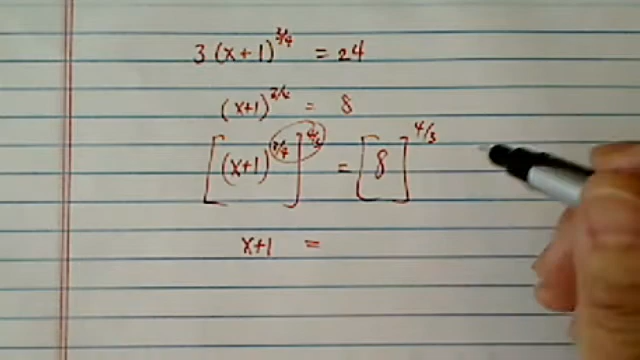 3 (x+1)^3/4 = 24
(x+1)^3/4 = 8
[(x+1)^3/4]^4/3 = [8]^4/3
x+1 =